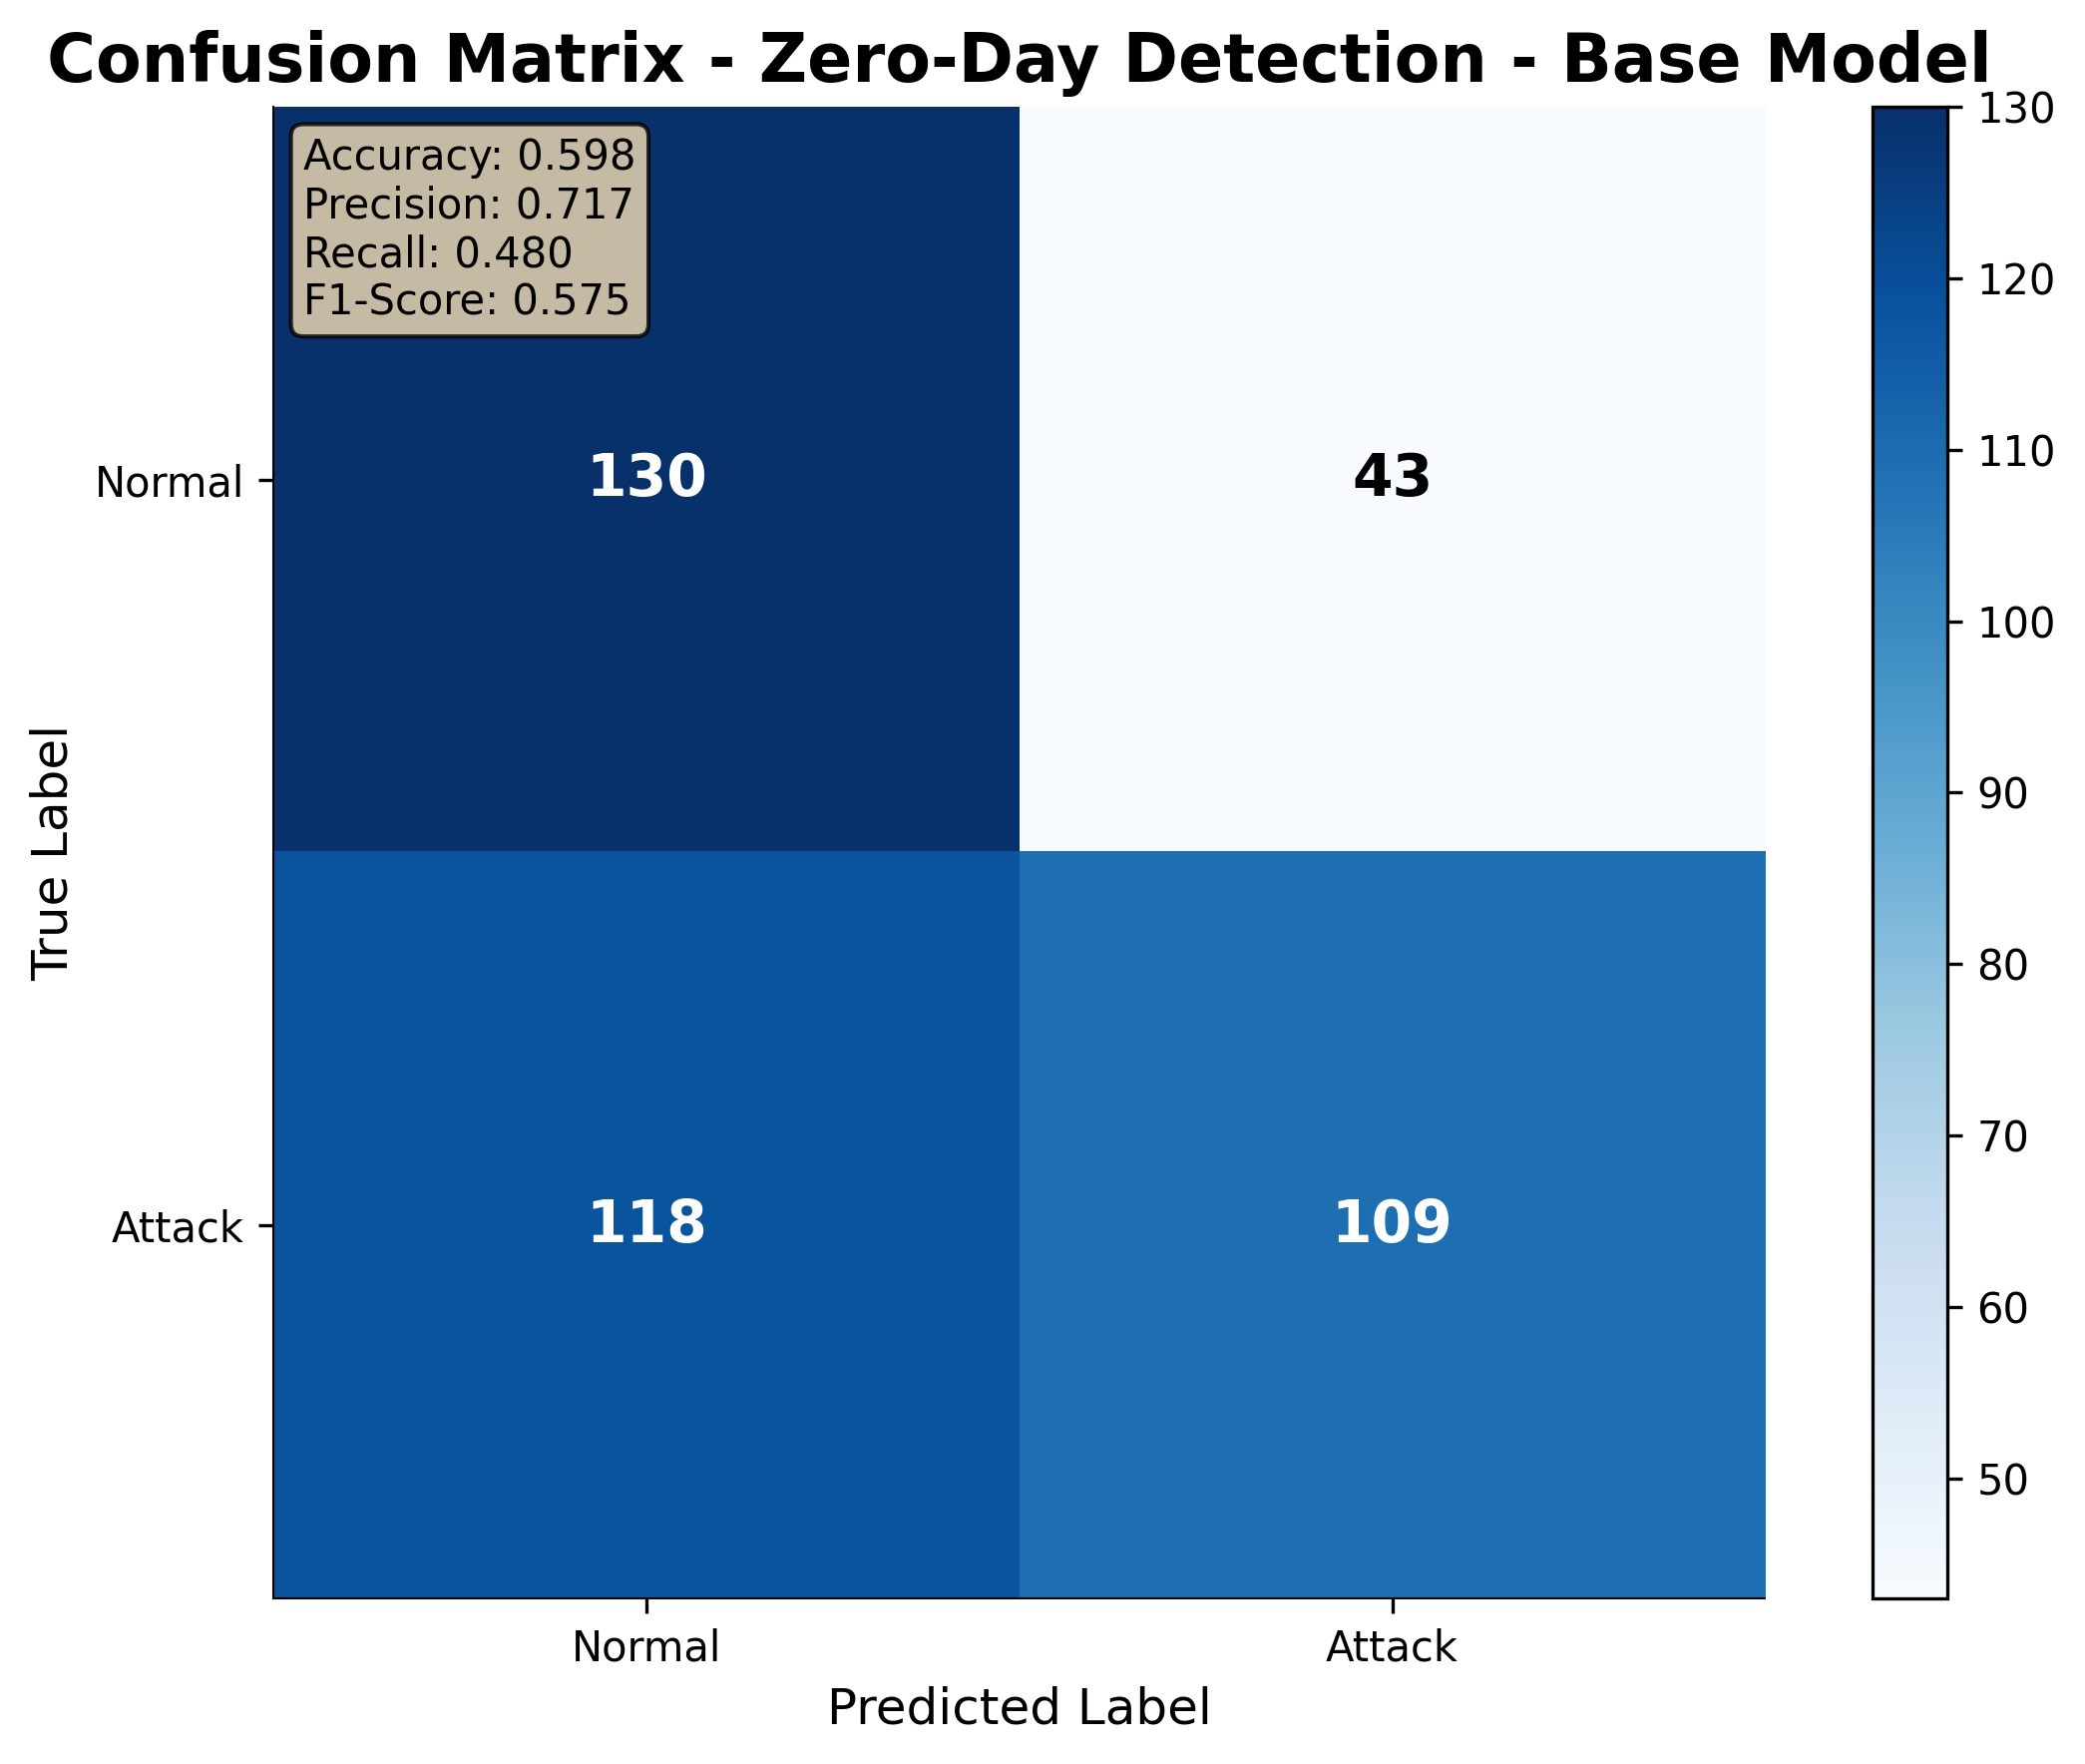 Confusion Matrix - Zero-Day Detection - Base Model
Accuracy: 0.598
Precision: 0.717
Recall: 0.480
F1-Score: 0.575
True Label
Normal
130
43
Attack
118
109
Normal
Attack
Predicted Label
130
120
110
100
90
80
70
60
50